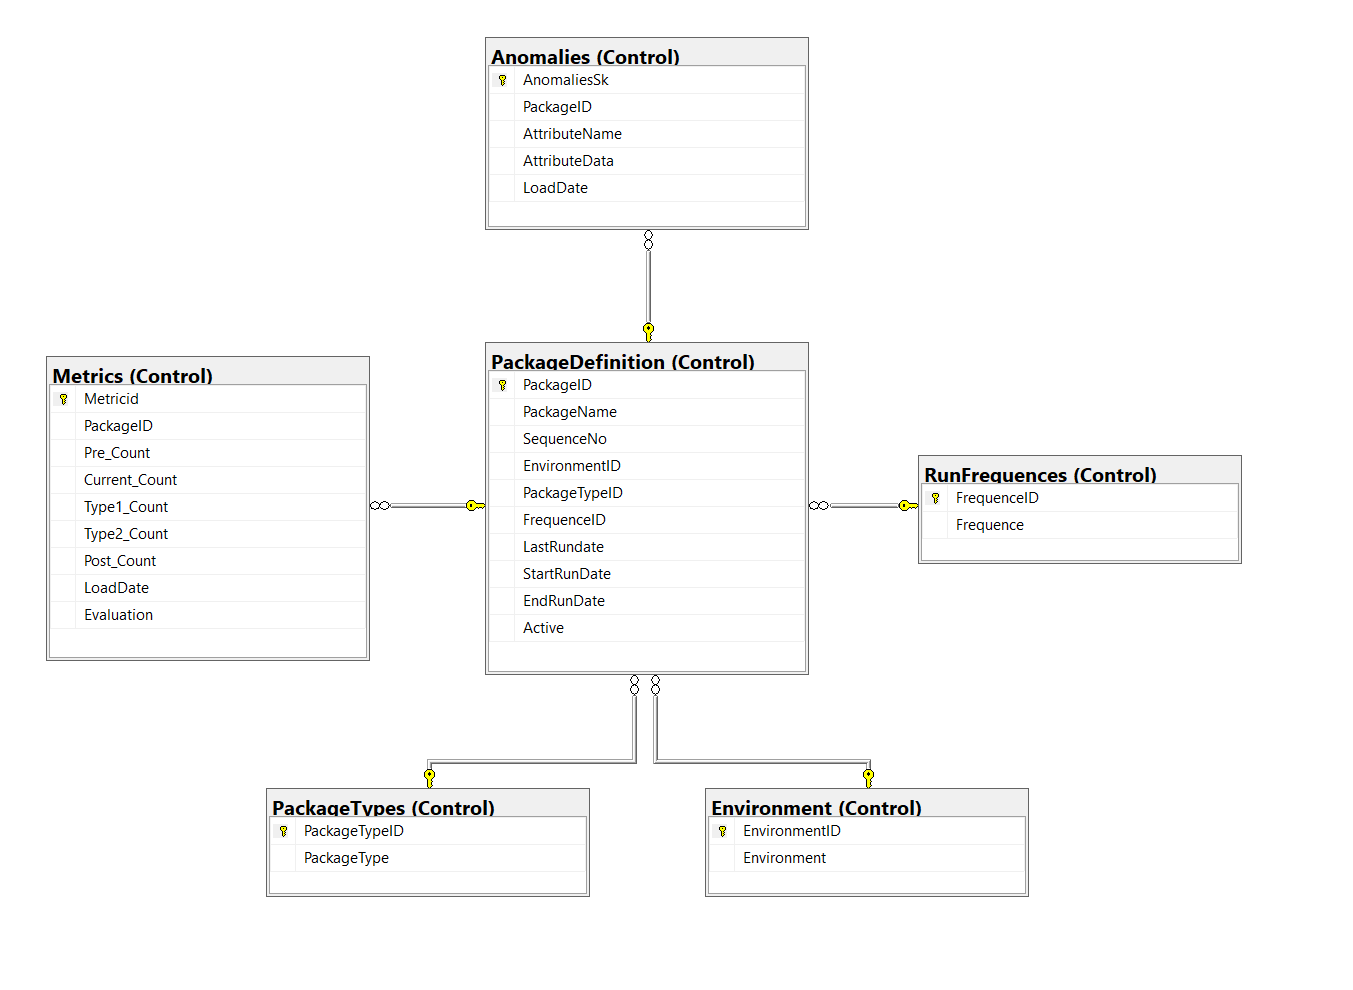 Anomalies (Control)
AnomaliesSk
PackageID
AttributeName
AttributeData
LoadDate
Metrics (Control)
Metricid
PackageID
Pre_Count
Current_Count
Type1_Count
Type2_Count
Post_Count
LoadDate
Evaluation
PackageDefinition (Control)
PackageID
PackageName
SequenceNo
EnvironmentID
PackageTypeID
FrequenceID
LastRundate
StartRunDate
EndRunDate
Active
RunFrequences (Control)
FrequenceID
Frequence
PackageTypes (Control)
PackageTypeID
PackageType
Environment (Control)
EnvironmentID
Environment